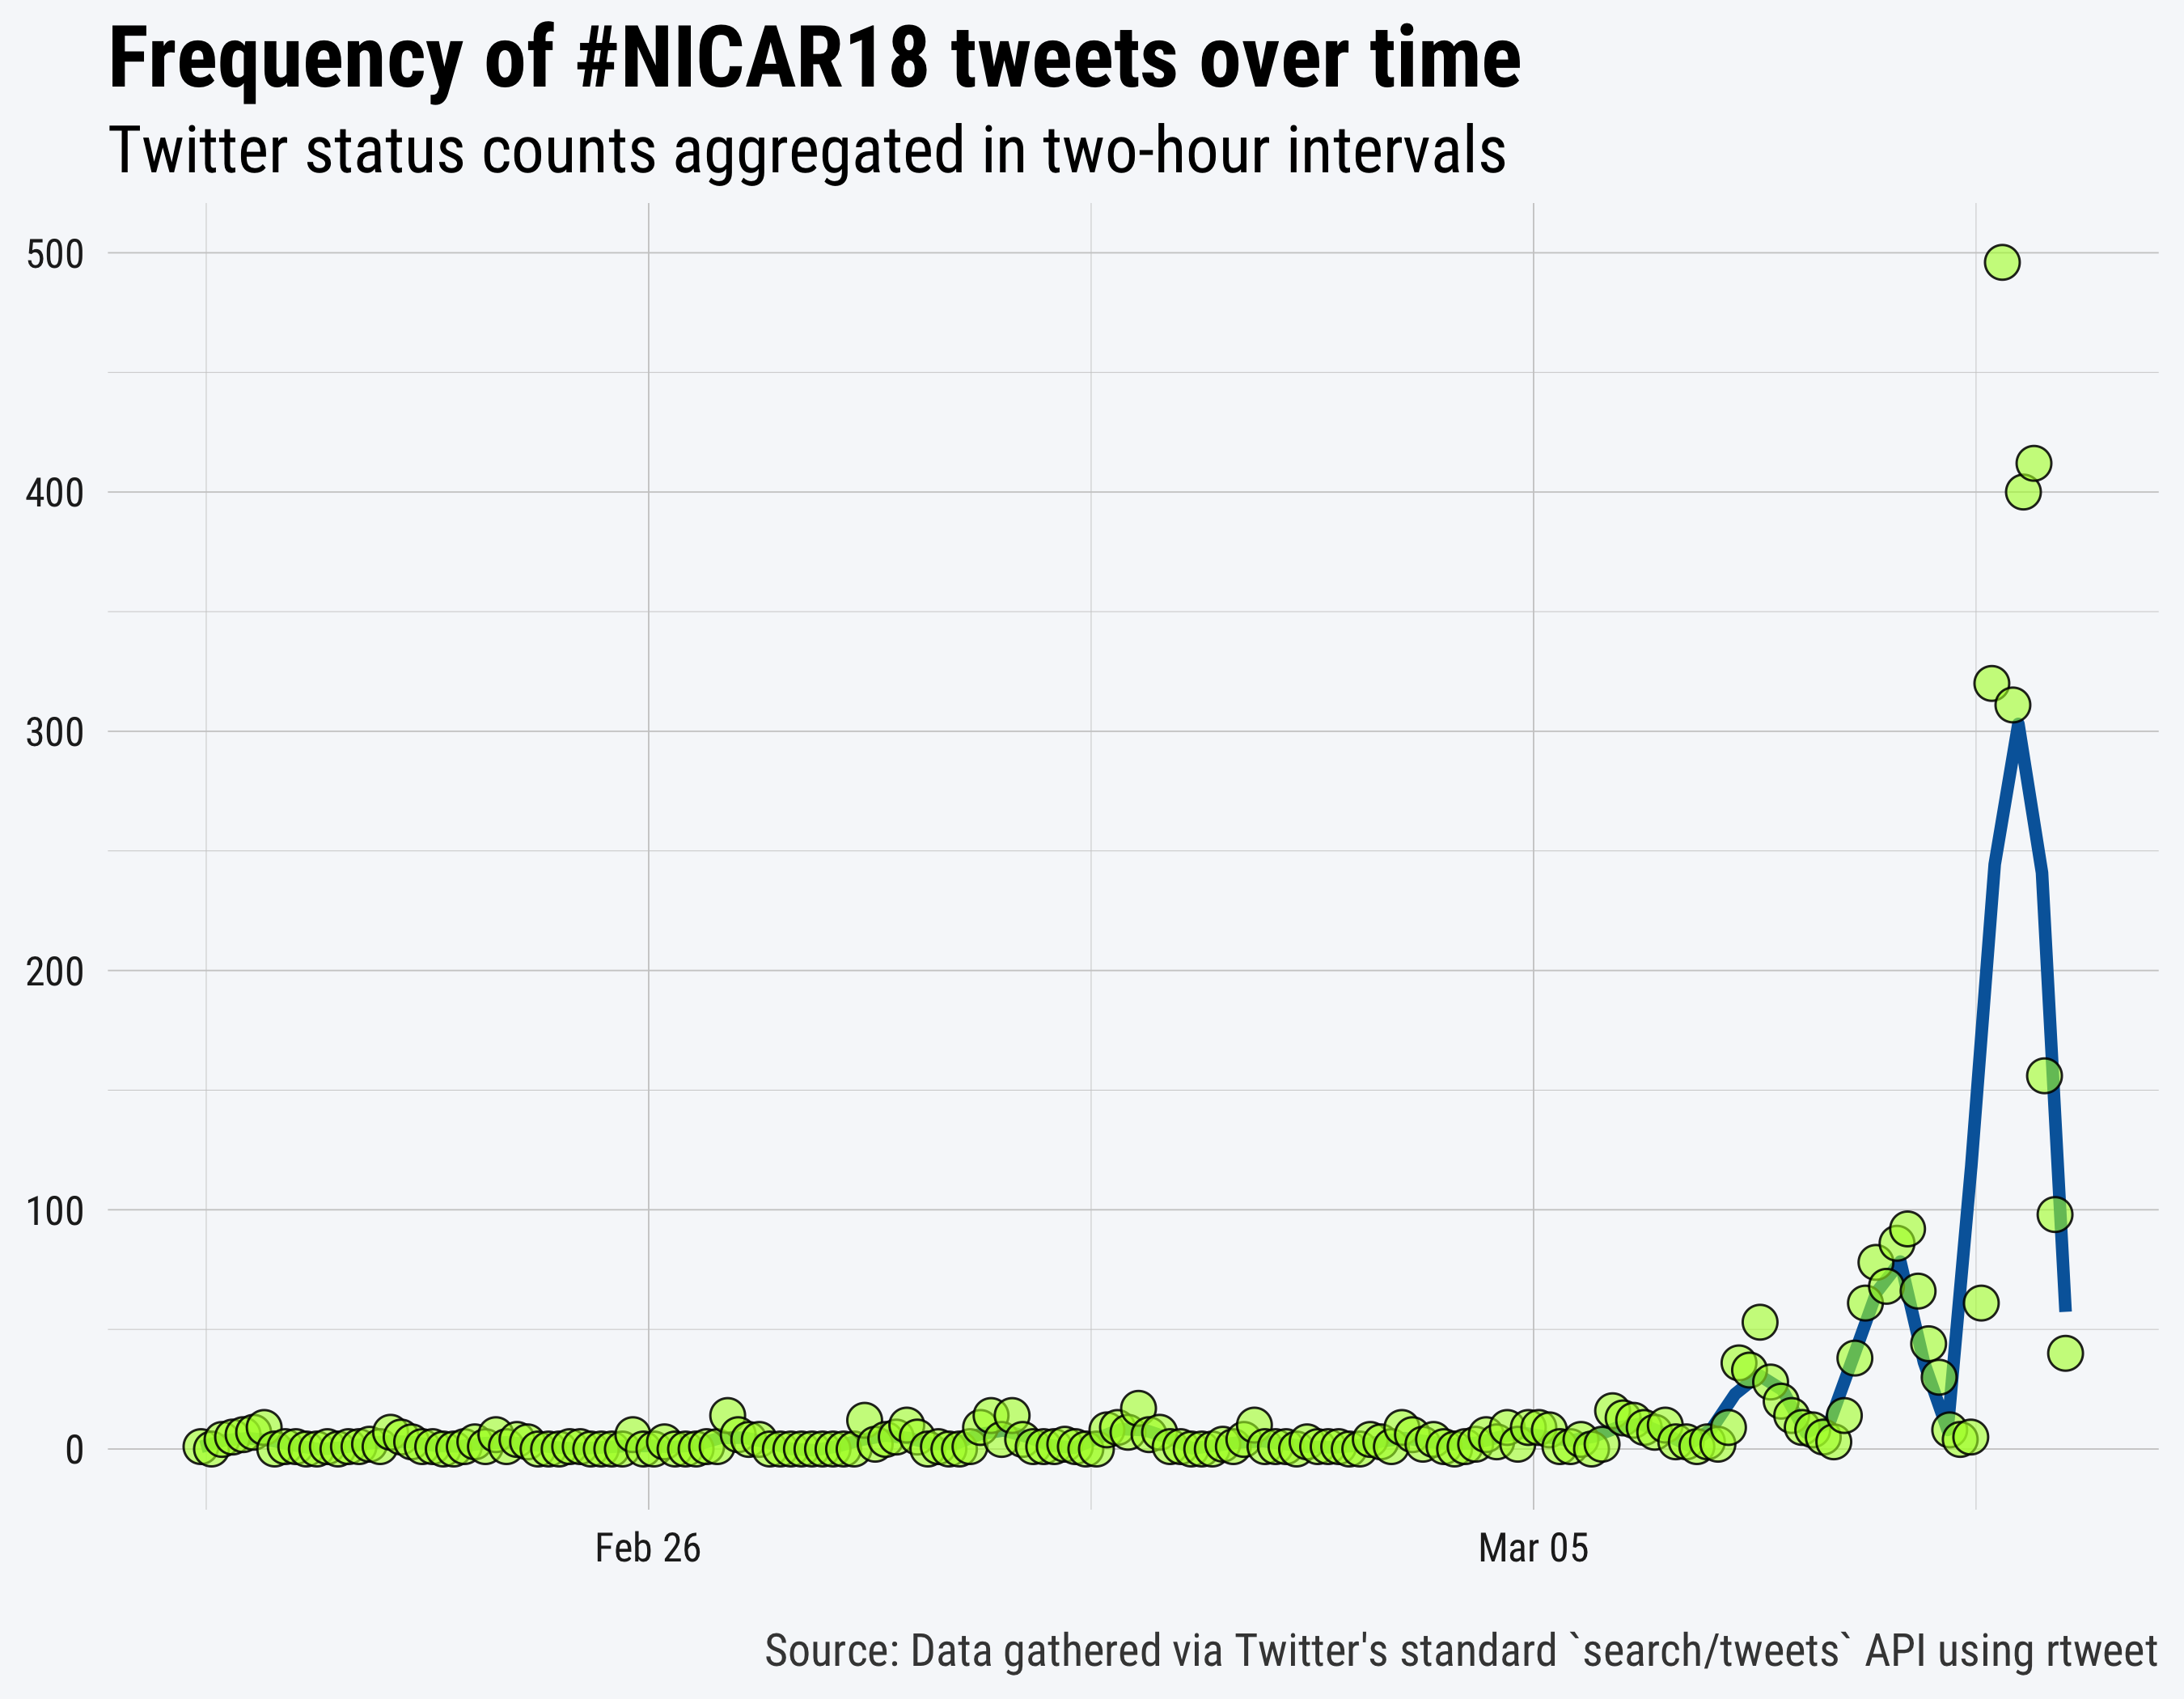 Frequency of #NICAR18 tweets over time
Twitter status counts aggregated in two-hour intervals
500
400
300
200
100
0
Feb 26
Mar 05
Source: Data gathered via Twitter's standard `search/tweets` API using rtweet